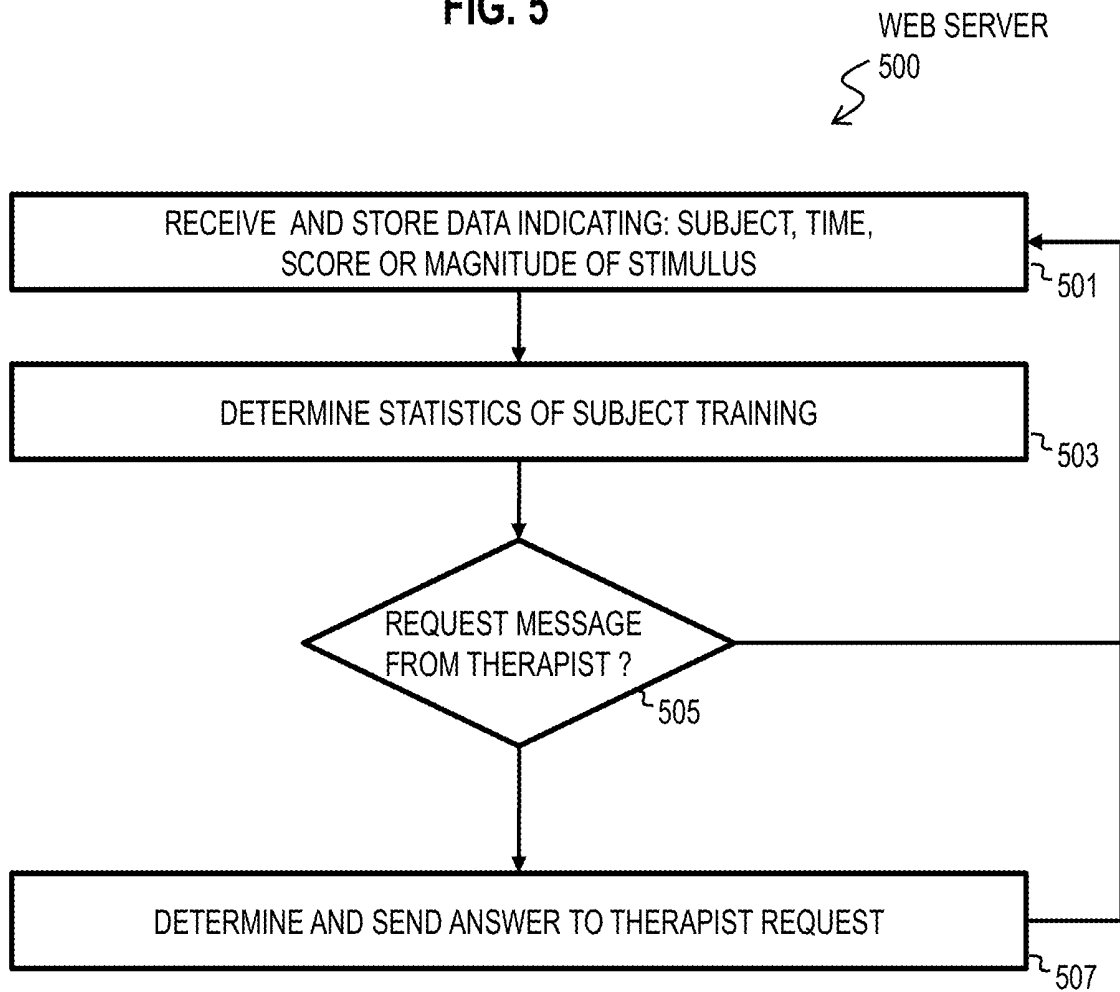 FIG. 5
WEB SERVER
500
RECEIVE AND STORE DATA INDICATING: SUBJECT, TIME,
SCORE OR MAGNITUDE OF STIMULUS
501
DETERMINE STATISTICS OF SUBJECT TRAINING
503
REQUEST MESSAGE
FROM THERAPIST ?
505
DETERMINE AND SEND ANSWER TO THERAPIST REQUEST
507